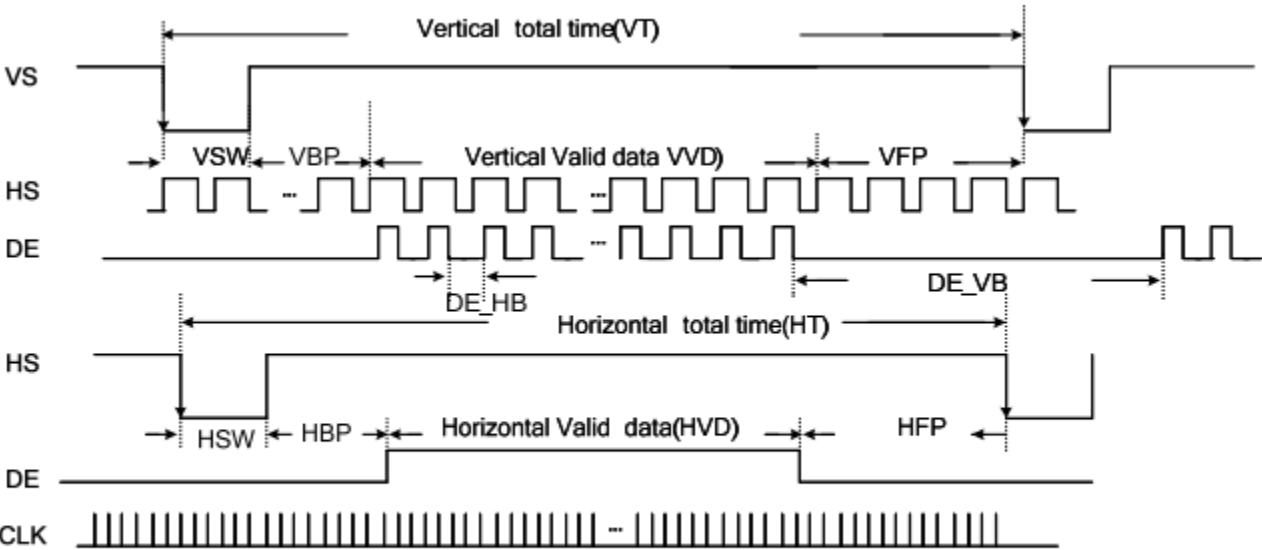 Vertical total time(VT)
VS
VSW VBP Vertical Valid data VVD) VFP
HS
...
...
DE
...
DE_HB DE_VB
Horizontal total time(HT)
HS
HSW HBP Horizontal Valid data(HVD) HFP
DE
CLK
...